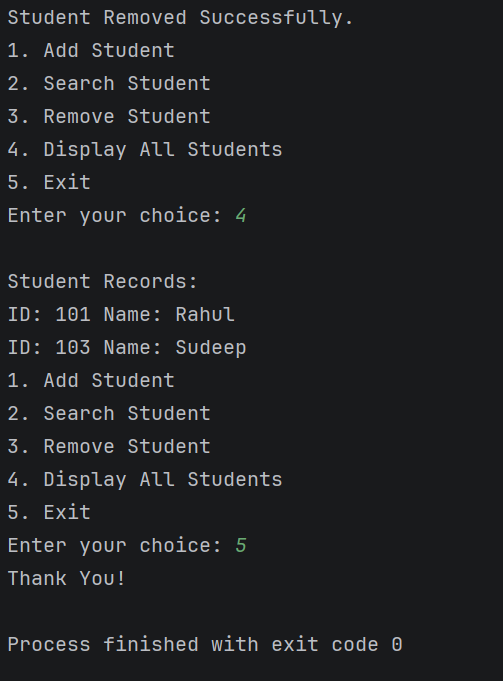 Student Removed Successfully.
1. Add Student
2. Search Student
3. Remove Student
4. Display All Students
5. Exit
Enter your choice: 4
Student Records:
ID: 101 Name: Rahul
ID: 103 Name: Sudeep
1. Add Student
2. Search Student
3. Remove Student
4. Display All Students
5. Exit
Enter your choice: 5
Thank You!
Process finished with exit code 0